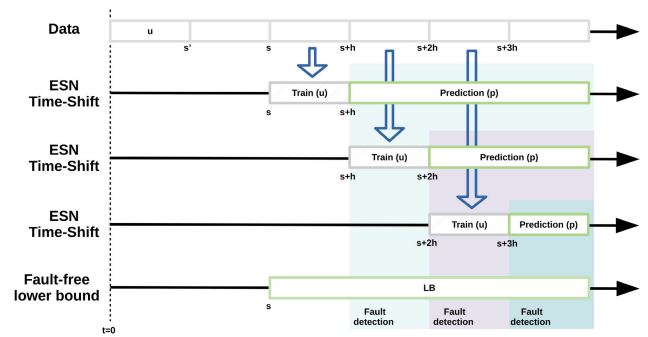 Data
u
s'
s
s+h
s+2h
s+3h
ESN
Time-Shift
Train (u)
Prediction (p)
s
s+h
ESN
Time-Shift
Train (u)
Prediction (p)
s+h
s+2h
ESN
Time-Shift
Train (u)
Prediction (p)
s+2h
s+3h
Fault-free
lower bound
LB
s
Fault
detection
Fault
detection
Fault
detection
t=0